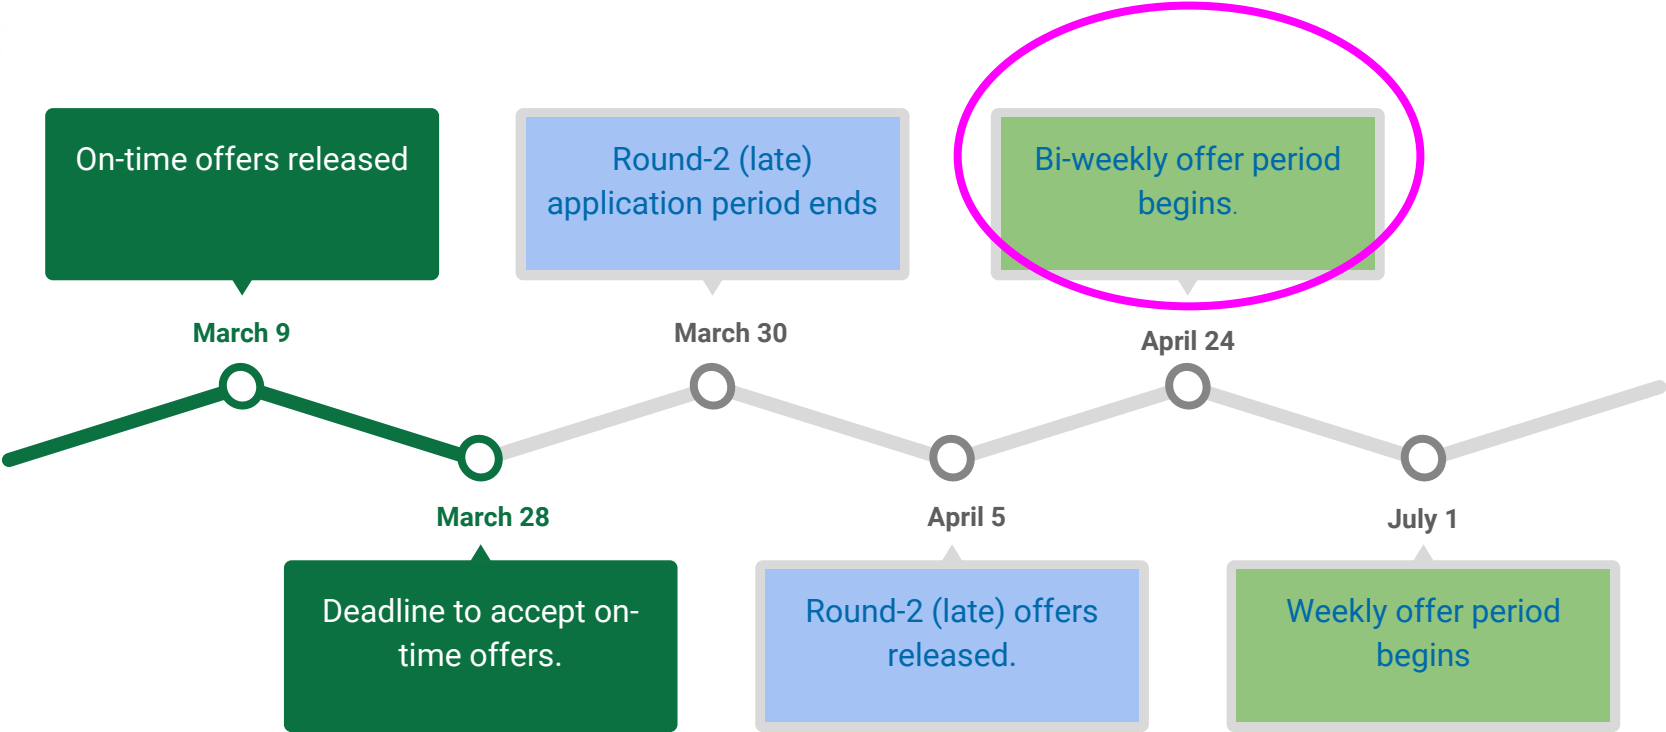 On-time offers released
Round-2 (late)
application period ends
Bi-weekly offer period
begins.
March 9
March 30
April 24
March 28
April 5
July 1
Deadline to accept on-
time offers.
Round-2 (late) offers
released.
Weekly offer period
begins